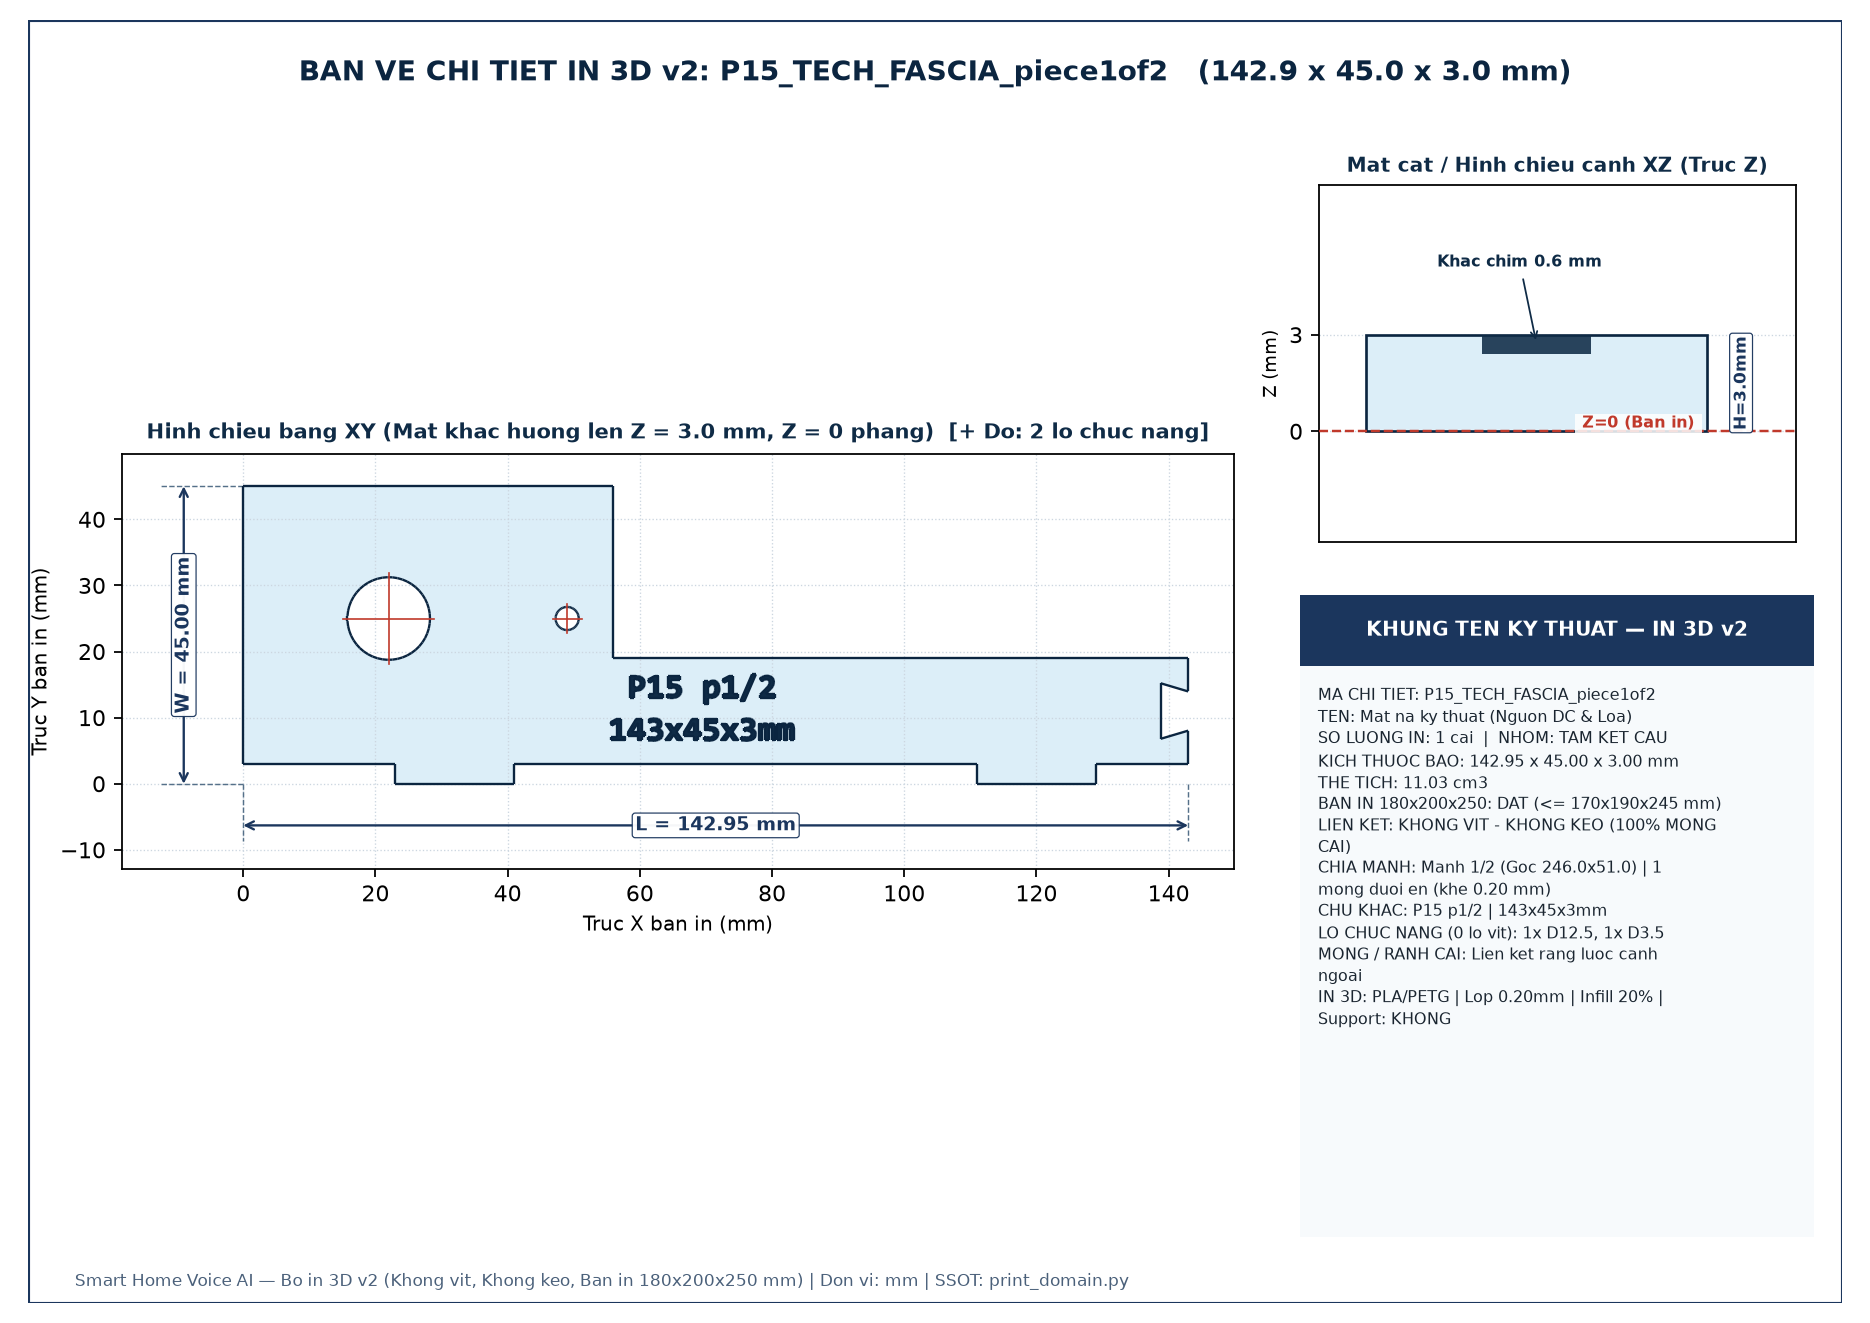 BAN VE CHI TIET IN 3D v2: P15_TECH_FASCIA_piece1of2 (142.9 x 45.0 x 3.0 mm)
Mat cat / Hinh chieu canh XZ (Truc Z)
Khac chim 0.6 mm
Z (mm)
3
0
H=3.0mm
Z=0 (Ban in)
Hinh chieu bang XY (Mat khac huong len Z = 3.0 mm, Z = 0 phang) [+ Do: 2 lo chuc nang]
Truc Y ban in (mm)
40
30
20
10
0
−10
W = 45.00 mm
P15 p1/2
143x45x3mm
L = 142.95 mm
0 20 40 60 80 100 120 140
Truc X ban in (mm)
KHUNG TEN KY THUAT — IN 3D v2
MA CHI TIET: P15_TECH_FASCIA_piece1of2
TEN: Mat na ky thuat (Nguon DC & Loa)
SO LUONG IN: 1 cai | NHOM: TAM KET CAU
KICH THUOC BAO: 142.95 x 45.00 x 3.00 mm
THE TICH: 11.03 cm3
BAN IN 180x200x250: DAT (<= 170x190x245 mm)
LIEN KET: KHONG VIT - KHONG KEO (100% MONG
CAI)
CHIA MANH: Manh 1/2 (Goc 246.0x51.0) | 1
mong duoi en (khe 0.20 mm)
CHU KHAC: P15 p1/2 | 143x45x3mm
LO CHUC NANG (0 lo vit): 1x D12.5, 1x D3.5
MONG / RANH CAI: Lien ket rang luoc canh
ngoai
IN 3D: PLA/PETG | Lop 0.20mm | Infill 20% |
Support: KHONG
Smart Home Voice AI — Bo in 3D v2 (Khong vit, Khong keo, Ban in 180x200x250 mm) | Don vi: mm | SSOT: print_domain.py